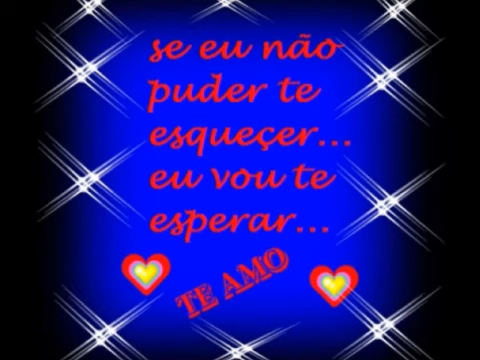 se eu não
puder te
esqueçer...
eu vou te
esperar...
TE AMO